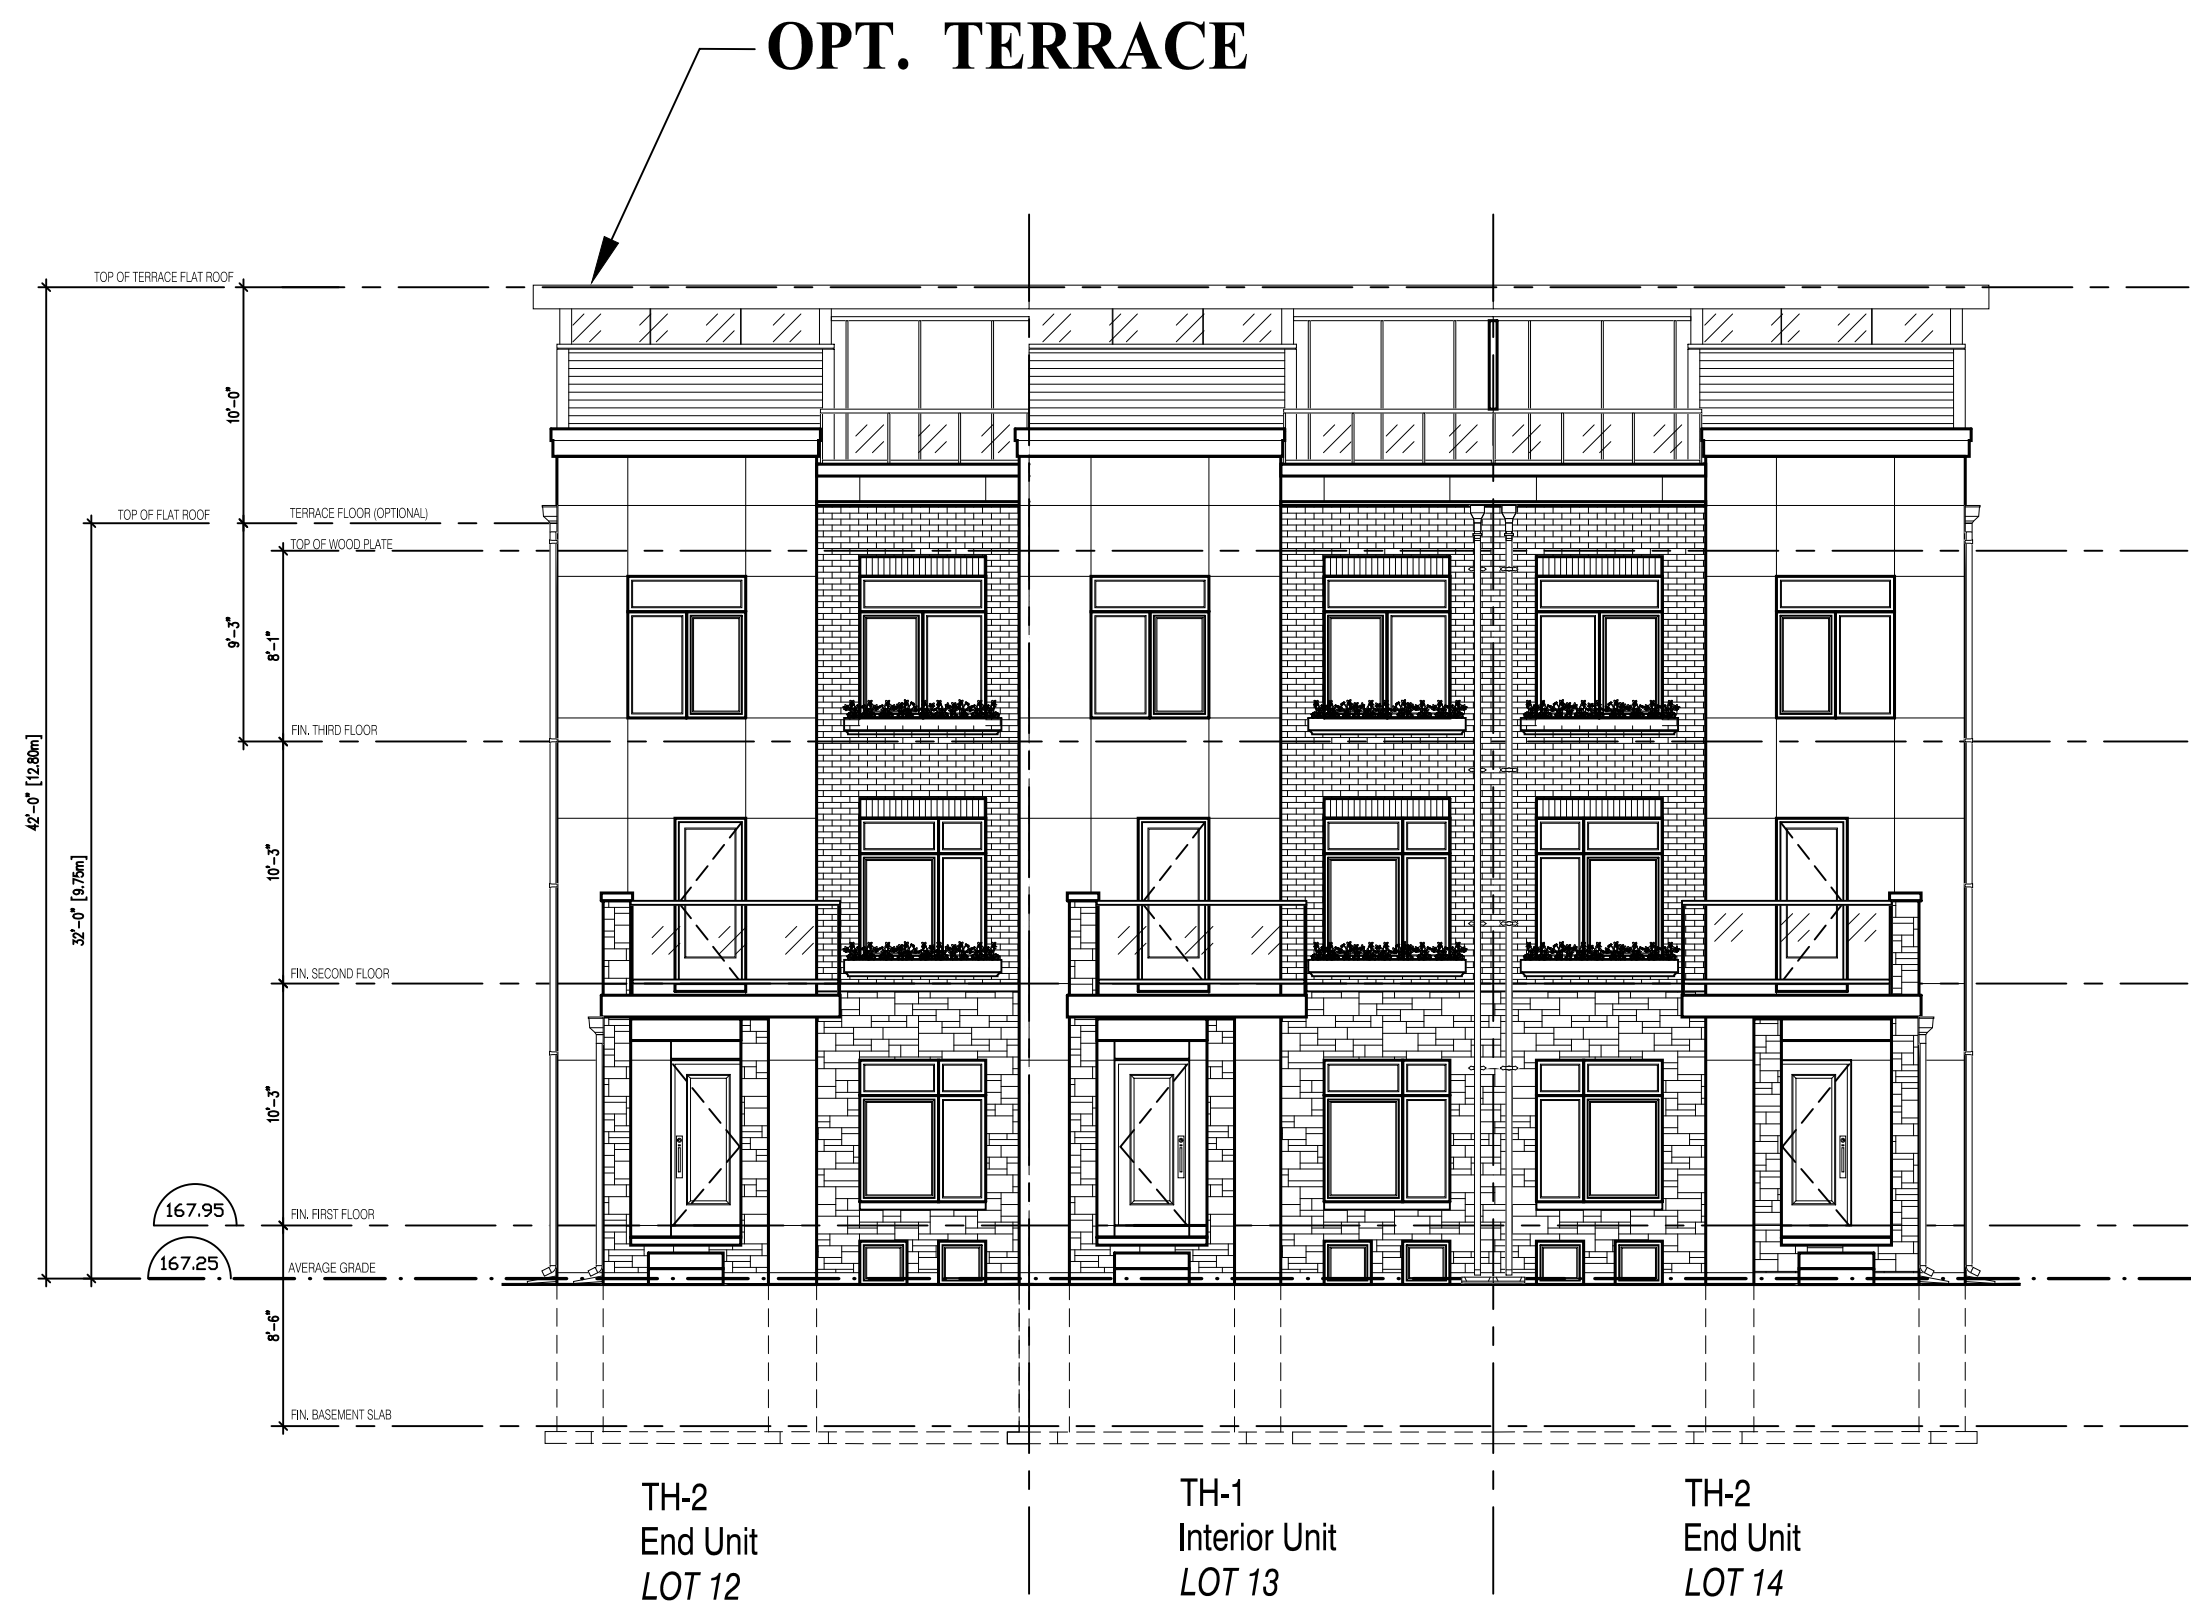 OPT. TERRACE
TOP OF TERRACE FLAT ROOF
10'-0"
TOP OF FLAT ROOF
TERRACE FLOOR (OPTIONAL)
TOP OF WOOD PLATE
9'-3"
8'-1"
FIN. THIRD FLOOR
42'-0" [12.80m]
32'-0" [9.75m]
10'-3"
FIN. SECOND FLOOR
10'-3"
167.95
FIN. FIRST FLOOR
167.25
AVERAGE GRADE
8'-6"
FIN. BASEMENT SLAB
TH-2
End Unit
LOT 12
TH-1
Interior Unit
LOT 13
TH-2
End Unit
LOT 14